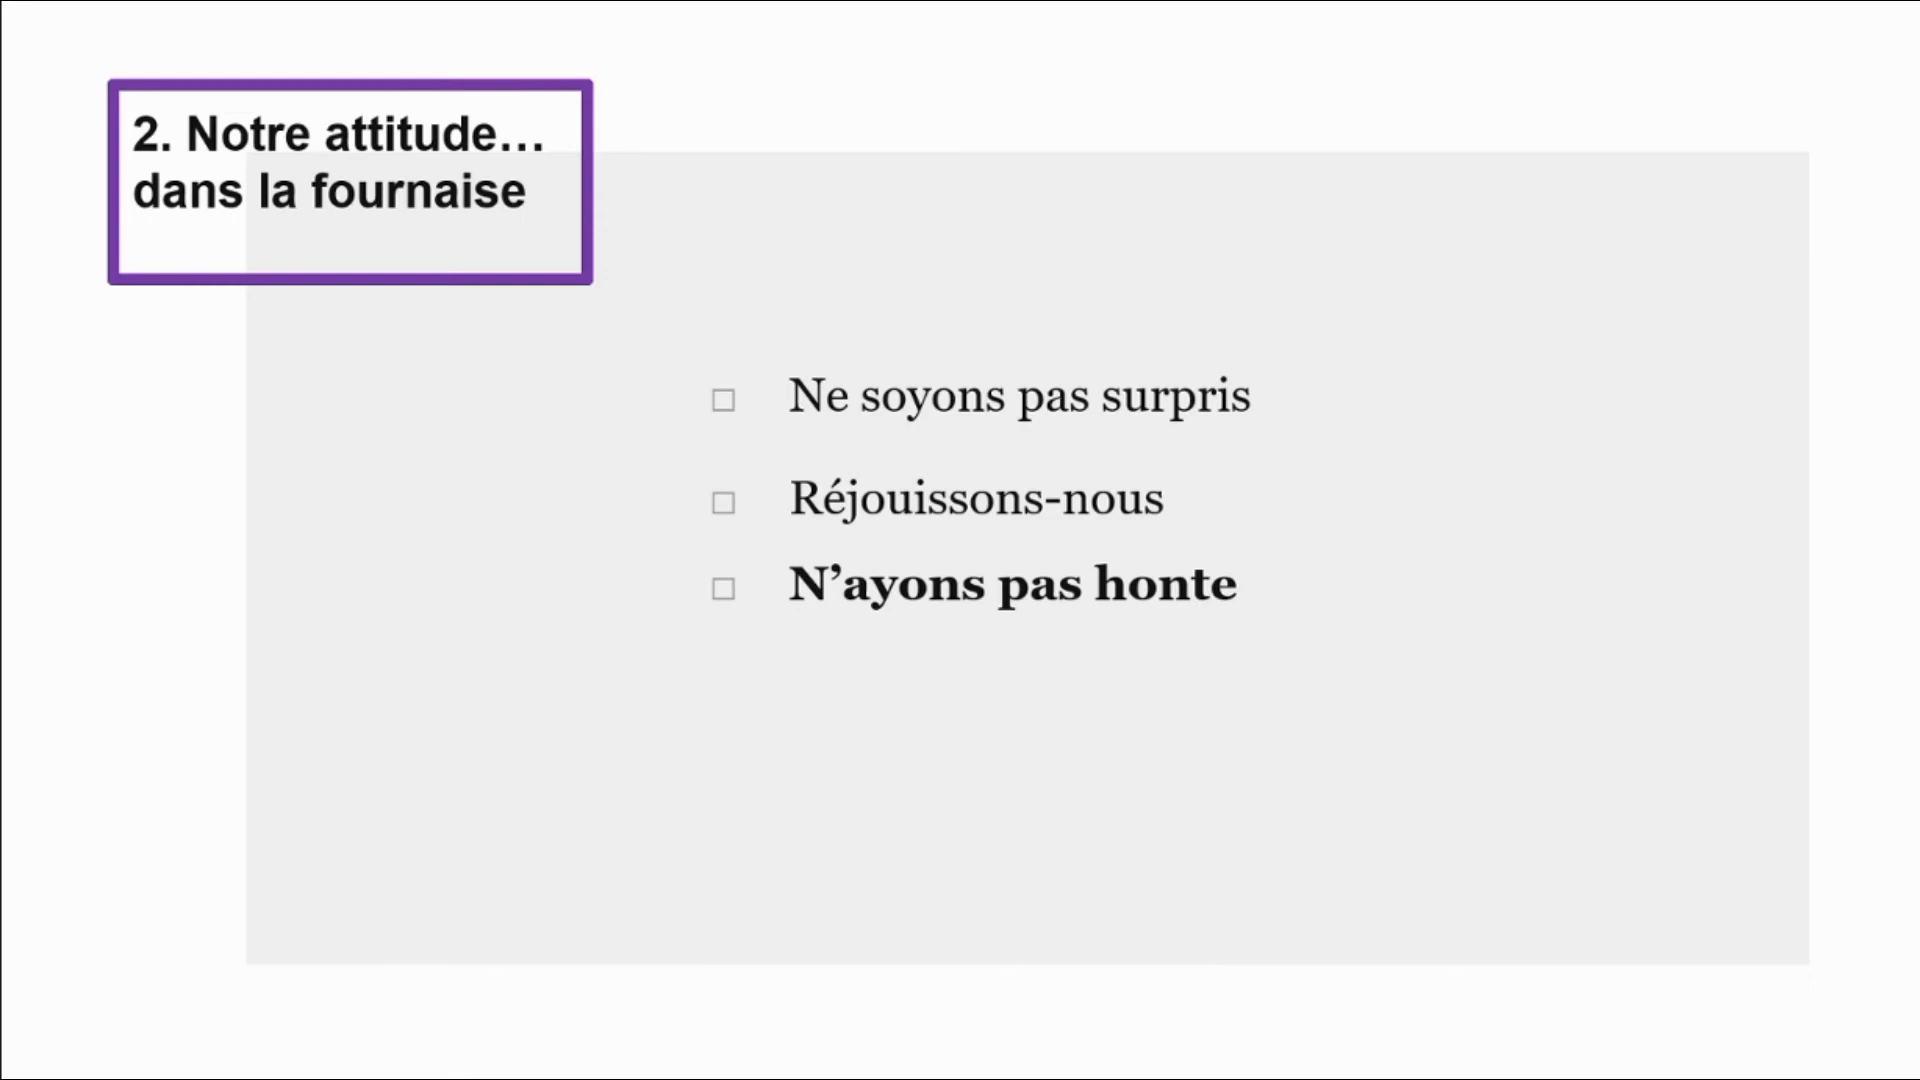 2. Notre attitude…
dans la fournaise
Ne soyons pas surpris
Réjouissons-nous
N’ayons pas honte